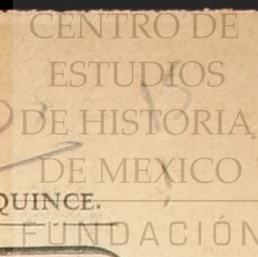 CENTRO DE
ESTUDIOS
DE HISTORIA
DE MEXICO
QUINCE.
FUNDACIÓN